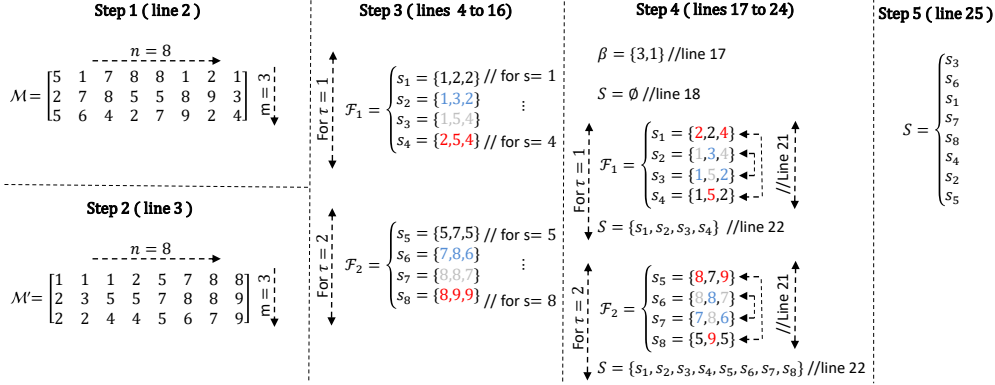 Step 1 ( line 2)
n = 8
ℳ= [5 1 7 8 8 1 2 1
2 7 8 5 5 8 9 3
5 6 4 2 7 9 2 4]
m = 3
Step 2 ( line 3)
n = 8
ℳ′= [1 1 1 2 5 7 8 8
2 3 5 5 7 8 8 9
2 2 4 4 5 6 7 9]
m = 3
Step 3 (lines 4 to 16)
For τ = 1
ℱ₁ = { s₁ = {1,2,2} // for s= 1
s₂ = {1,3,2} ⋮
s₃ = {1,5,4}
s₄ = {2,5,4} // for s= 4
For τ = 2
ℱ₂ = { s₅ = {5,7,5} // for s= 5
s₆ = {7,8,6} ⋮
s₇ = {8,8,7}
s₈ = {8,9,9} // for s= 8
Step 4 (lines 17 to 24)
β = {3,1} //line 17
S = ∅ //line 18
For τ = 1
ℱ₁ = { s₁ = {2,2,4}
s₂ = {1,3,4}
s₃ = {1,5,2}
s₄ = {1,5,2}
//Line 21
S = {s₁, s₂, s₃, s₄} //line 22
For τ = 2
ℱ₂ = { s₅ = {8,7,9}
s₆ = {8,8,7}
s₇ = {7,8,6}
s₈ = {5,9,5}
//Line 21
S = {s₁, s₂, s₃, s₄, s₅, s₆, s₇, s₈} //line 22
Step 5 (line 25)
S = { s₃
s₆
s₁
s₇
s₈
s₄
s₂
s₅